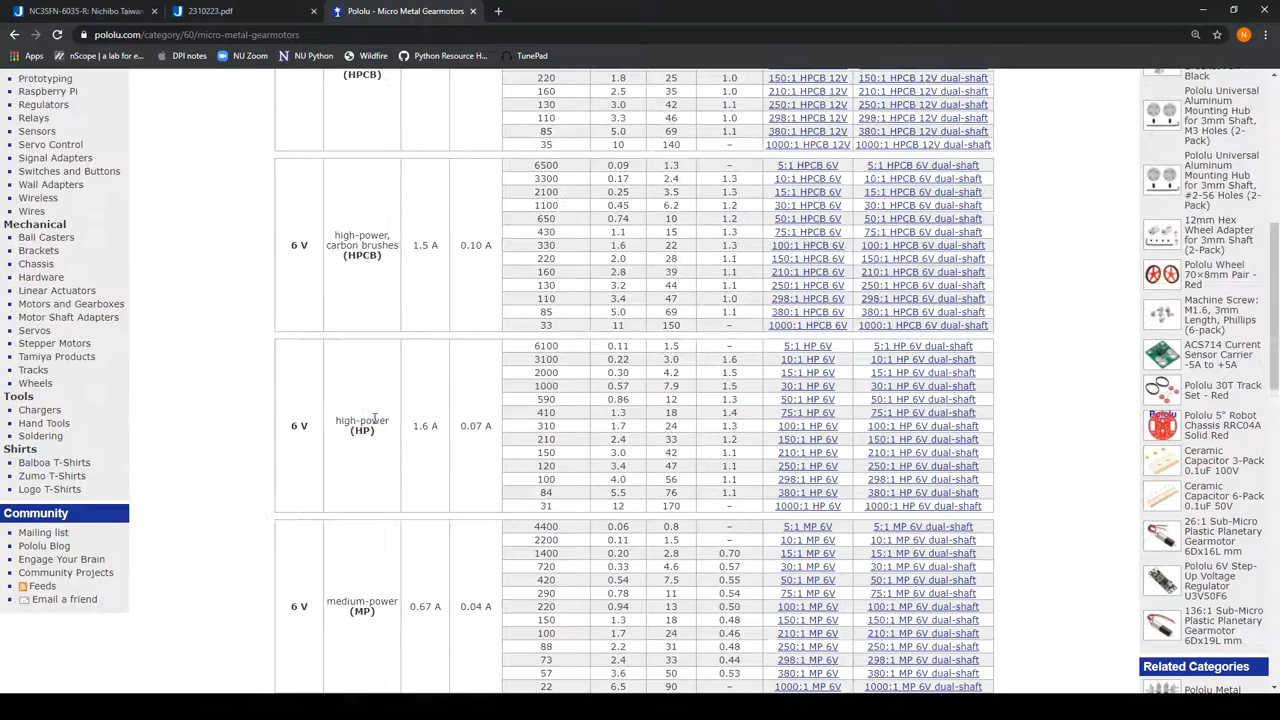 NC3SFN-6035-R: Nichibo Taiwan
2310223.pdf
Pololu - Micro Metal Gearmotors
pololu.com/category/60/micro-metal-gearmotors
Apps
nScope | a lab for e...
DPI notes
NU Zoom
NU Python
Wildfire
Python Resource H...
TunePad
N
Prototyping
Raspberry Pi
Regulators
Relays
Sensors
Servo Control
Signal Adapters
Switches and Buttons
Wall Adapters
Wireless
Wires
Mechanical
Ball Casters
Brackets
Chassis
Hardware
Linear Actuators
Motors and Gearboxes
Motor Shaft Adapters
Servos
Stepper Motors
Tamiya Products
Tracks
Wheels
Tools
Chargers
Hand Tools
Soldering
Shirts
Balboa T-Shirts
Zumo T-Shirts
Logo T-Shirts
Community
Mailing list
Pololu Blog
Engage Your Brain
Community Projects
Feeds
Email a friend
(HPCB)
220 1.8 25 1.0 150:1 HPCB 12V 150:1 HPCB 12V dual-shaft
160 2.5 35 1.0 210:1 HPCB 12V 210:1 HPCB 12V dual-shaft
130 3.0 42 1.1 250:1 HPCB 12V 250:1 HPCB 12V dual-shaft
110 3.3 46 1.0 298:1 HPCB 12V 298:1 HPCB 12V dual-shaft
85 5.0 69 1.1 380:1 HPCB 12V 380:1 HPCB 12V dual-shaft
35 10 140 – 1000:1 HPCB 12V 1000:1 HPCB 12V dual-shaft
6 V
high-power,
carbon brushes
(HPCB)
1.5 A
0.10 A
6500 0.09 1.3 – 5:1 HPCB 6V 5:1 HPCB 6V dual-shaft
3300 0.17 2.4 1.3 10:1 HPCB 6V 10:1 HPCB 6V dual-shaft
2100 0.25 3.5 1.3 15:1 HPCB 6V 15:1 HPCB 6V dual-shaft
1100 0.45 6.2 1.2 30:1 HPCB 6V 30:1 HPCB 6V dual-shaft
650 0.74 10 1.2 50:1 HPCB 6V 50:1 HPCB 6V dual-shaft
430 1.1 15 1.3 75:1 HPCB 6V 75:1 HPCB 6V dual-shaft
330 1.6 22 1.3 100:1 HPCB 6V 100:1 HPCB 6V dual-shaft
220 2.0 28 1.1 150:1 HPCB 6V 150:1 HPCB 6V dual-shaft
160 2.8 39 1.1 210:1 HPCB 6V 210:1 HPCB 6V dual-shaft
130 3.2 44 1.1 250:1 HPCB 6V 250:1 HPCB 6V dual-shaft
110 3.4 47 1.0 298:1 HPCB 6V 298:1 HPCB 6V dual-shaft
85 5.0 69 1.1 380:1 HPCB 6V 380:1 HPCB 6V dual-shaft
33 11 150 – 1000:1 HPCB 6V 1000:1 HPCB 6V dual-shaft
6 V
high-power
(HP)
1.6 A
0.07 A
6100 0.11 1.5 – 5:1 HP 6V 5:1 HP 6V dual-shaft
3100 0.22 3.0 1.6 10:1 HP 6V 10:1 HP 6V dual-shaft
2000 0.30 4.2 1.5 15:1 HP 6V 15:1 HP 6V dual-shaft
1000 0.57 7.9 1.5 30:1 HP 6V 30:1 HP 6V dual-shaft
590 0.86 12 1.3 50:1 HP 6V 50:1 HP 6V dual-shaft
410 1.3 18 1.4 75:1 HP 6V 75:1 HP 6V dual-shaft
310 1.7 24 1.3 100:1 HP 6V 100:1 HP 6V dual-shaft
210 2.4 33 1.2 150:1 HP 6V 150:1 HP 6V dual-shaft
150 3.0 42 1.1 210:1 HP 6V 210:1 HP 6V dual-shaft
120 3.4 47 1.1 250:1 HP 6V 250:1 HP 6V dual-shaft
100 4.0 56 1.1 298:1 HP 6V 298:1 HP 6V dual-shaft
84 5.5 76 1.1 380:1 HP 6V 380:1 HP 6V dual-shaft
31 12 170 – 1000:1 HP 6V 1000:1 HP 6V dual-shaft
6 V
medium-power
(MP)
0.67 A
0.04 A
4400 0.06 0.8 – 5:1 MP 6V 5:1 MP 6V dual-shaft
2200 0.11 1.5 – 10:1 MP 6V 10:1 MP 6V dual-shaft
1400 0.20 2.8 0.70 15:1 MP 6V 15:1 MP 6V dual-shaft
720 0.33 4.6 0.57 30:1 MP 6V 30:1 MP 6V dual-shaft
420 0.54 7.5 0.55 50:1 MP 6V 50:1 MP 6V dual-shaft
290 0.78 11 0.54 75:1 MP 6V 75:1 MP 6V dual-shaft
220 0.94 13 0.50 100:1 MP 6V 100:1 MP 6V dual-shaft
150 1.3 18 0.48 150:1 MP 6V 150:1 MP 6V dual-shaft
100 1.7 24 0.46 210:1 MP 6V 210:1 MP 6V dual-shaft
88 2.2 31 0.48 250:1 MP 6V 250:1 MP 6V dual-shaft
73 2.4 33 0.44 298:1 MP 6V 298:1 MP 6V dual-shaft
57 3.6 50 0.53 380:1 MP 6V 380:1 MP 6V dual-shaft
22 6.5 90 – 1000:1 MP 6V 1000:1 MP 6V dual-shaft
Black
Pololu Universal
Aluminum
Mounting Hub
for 3mm Shaft,
M3 Holes (2-
Pack)
Pololu Universal
Aluminum
Mounting Hub
for 3mm Shaft,
#2-56 Holes (2-
Pack)
12mm Hex
Wheel Adapter
for 3mm Shaft
(2-Pack)
Pololu Wheel
70×8mm Pair -
Red
Machine Screw:
M1.6, 3mm
Length, Phillips
(6-pack)
ACS714 Current
Sensor Carrier
-5A to +5A
Pololu 30T Track
Set - Red
Pololu 5" Robot
Chassis RRC04A
Solid Red
Ceramic
Capacitor 3-Pack
0.1uF 100V
Ceramic
Capacitor 6-Pack
0.1uF 50V
26:1 Sub-Micro
Plastic Planetary
Gearmotor
6Dx16L mm
Pololu 6V Step-
Up Voltage
Regulator
U3V50F6
136:1 Sub-Micro
Plastic Planetary
Gearmotor
6Dx19L mm
Related Categories
Pololu Metal